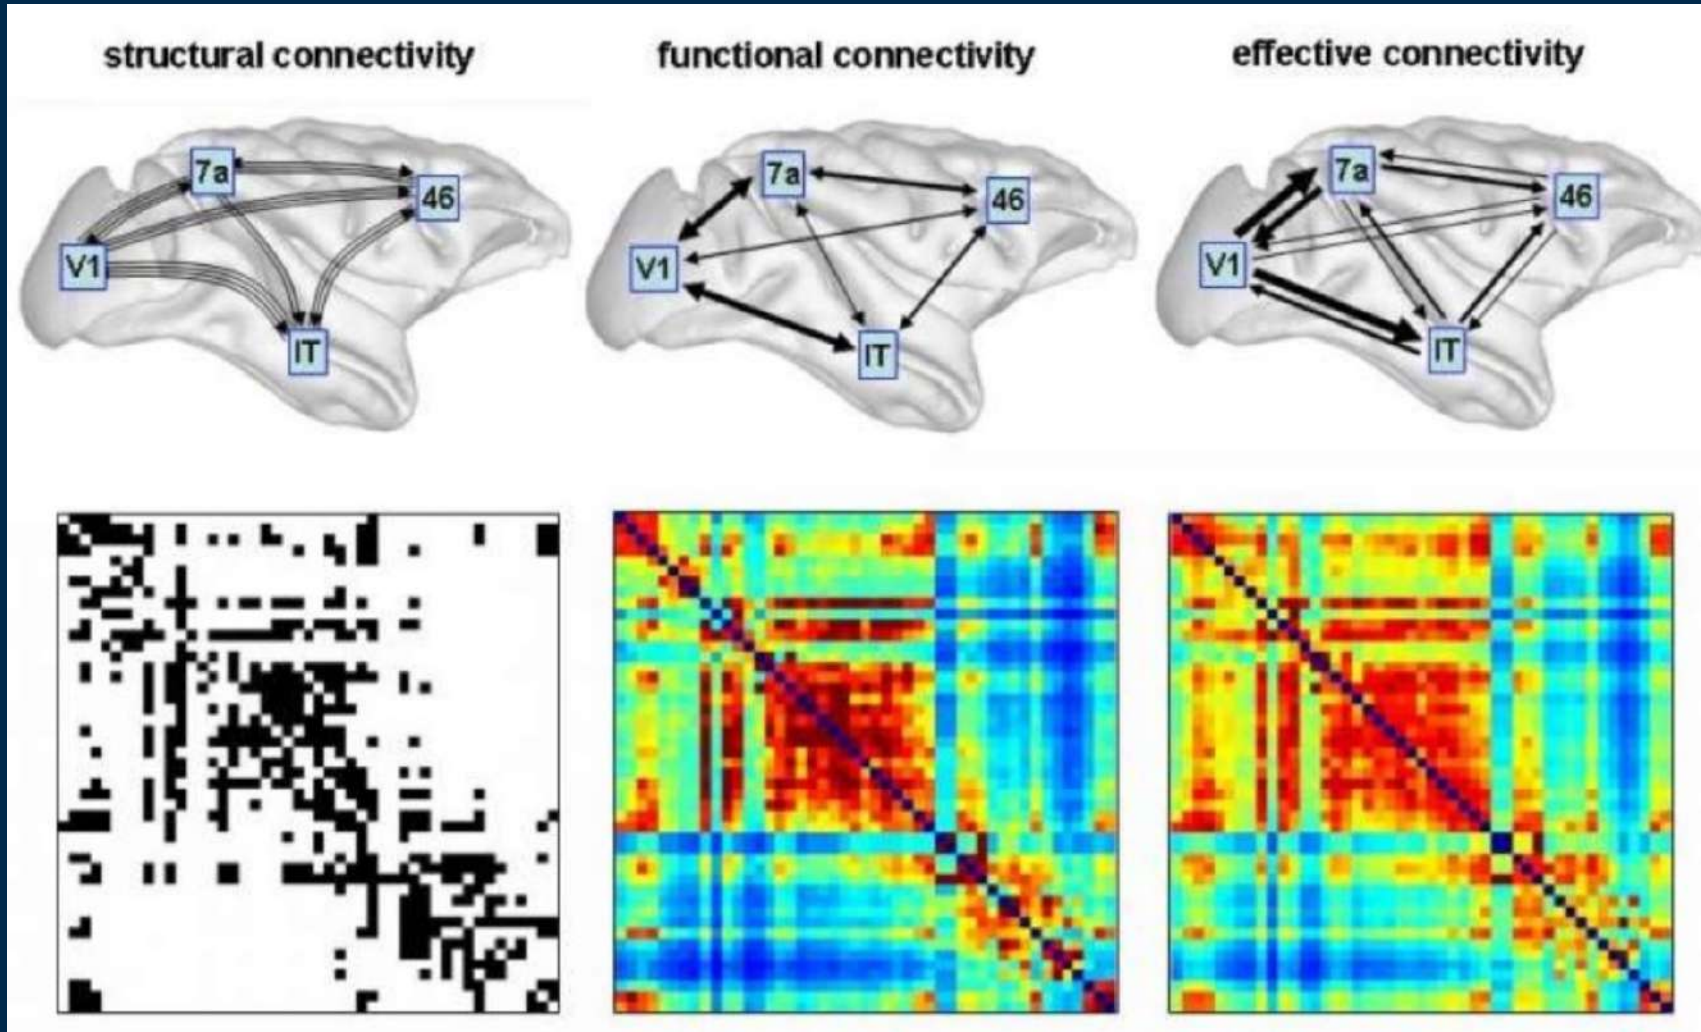 structural connectivity
functional connectivity
effective connectivity
7a
46
V1
IT
7a
46
V1
IT
7a
46
V1
IT